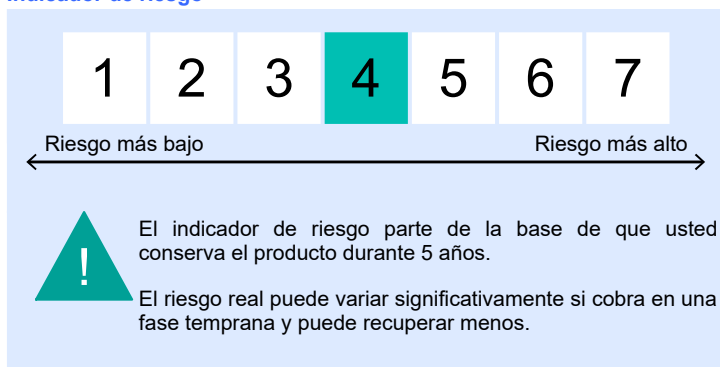 Indicador de riesgo
1 2 3 4 5 6 7
Riesgo más bajo Riesgo más alto
!
El indicador de riesgo parte de la base de que usted
conserva el producto durante 5 años.
El riesgo real puede variar significativamente si cobra en una
fase temprana y puede recuperar menos.